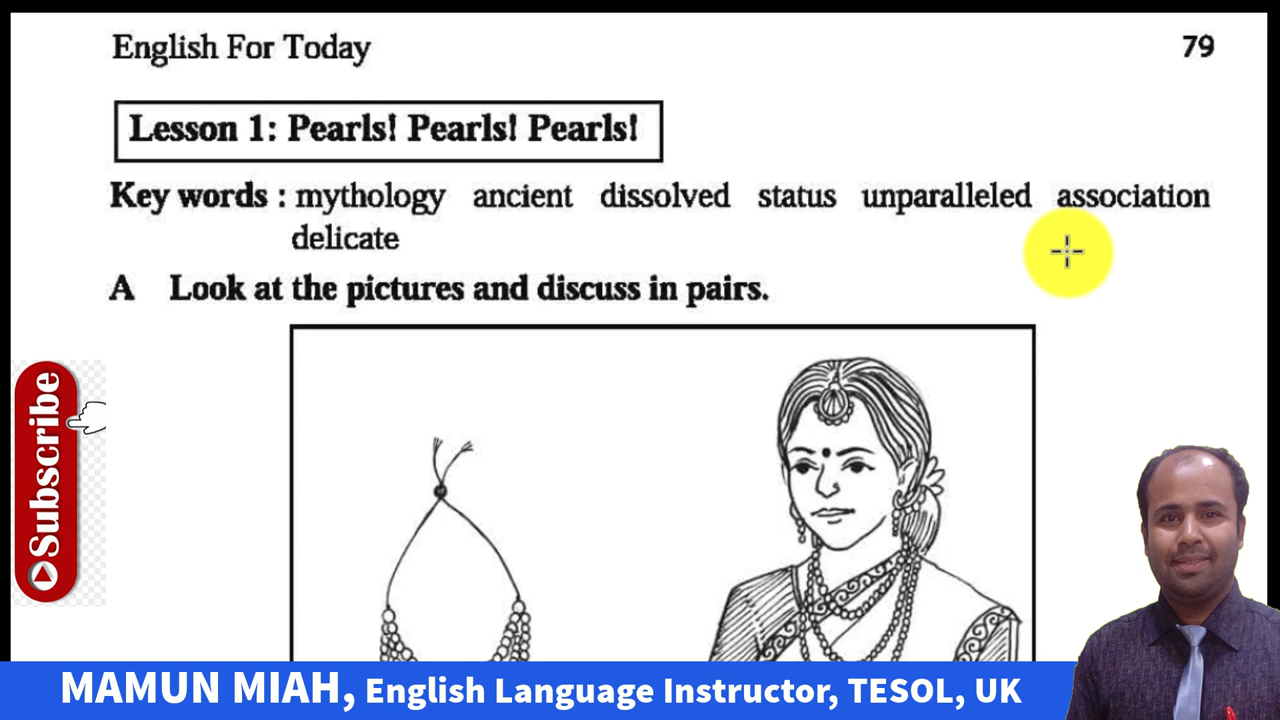 English For Today 79
Lesson 1: Pearls! Pearls! Pearls!
Key words : mythology ancient dissolved status unparalleled association
delicate
A Look at the pictures and discuss in pairs.
Subscribe
MAMUN MIAH, English Language Instructor, TESOL, UK